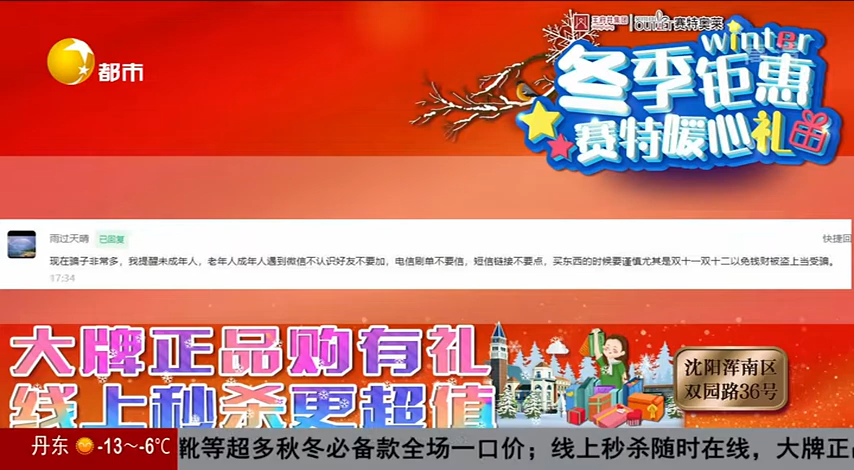 都市
王府井集团
赛特奥莱
winter
冬季钜惠
赛特暖心礼
雨过天晴 已回复 快捷回
现在骗子非常多，我提醒未成年人，老年人成年人遇到微信不认识好友不要加，电信刷单不要信，短信链接不要点，买东西的时候要谨慎尤其是双十一双十二以免钱财被盗上当受骗。
17:34
大牌正品购有礼
线上秒杀更超值
沈阳浑南区
双园路36号
丹东 -13～-6℃ 靴等超多秋冬必备款全场一口价；线上秒杀随时在线，大牌正品